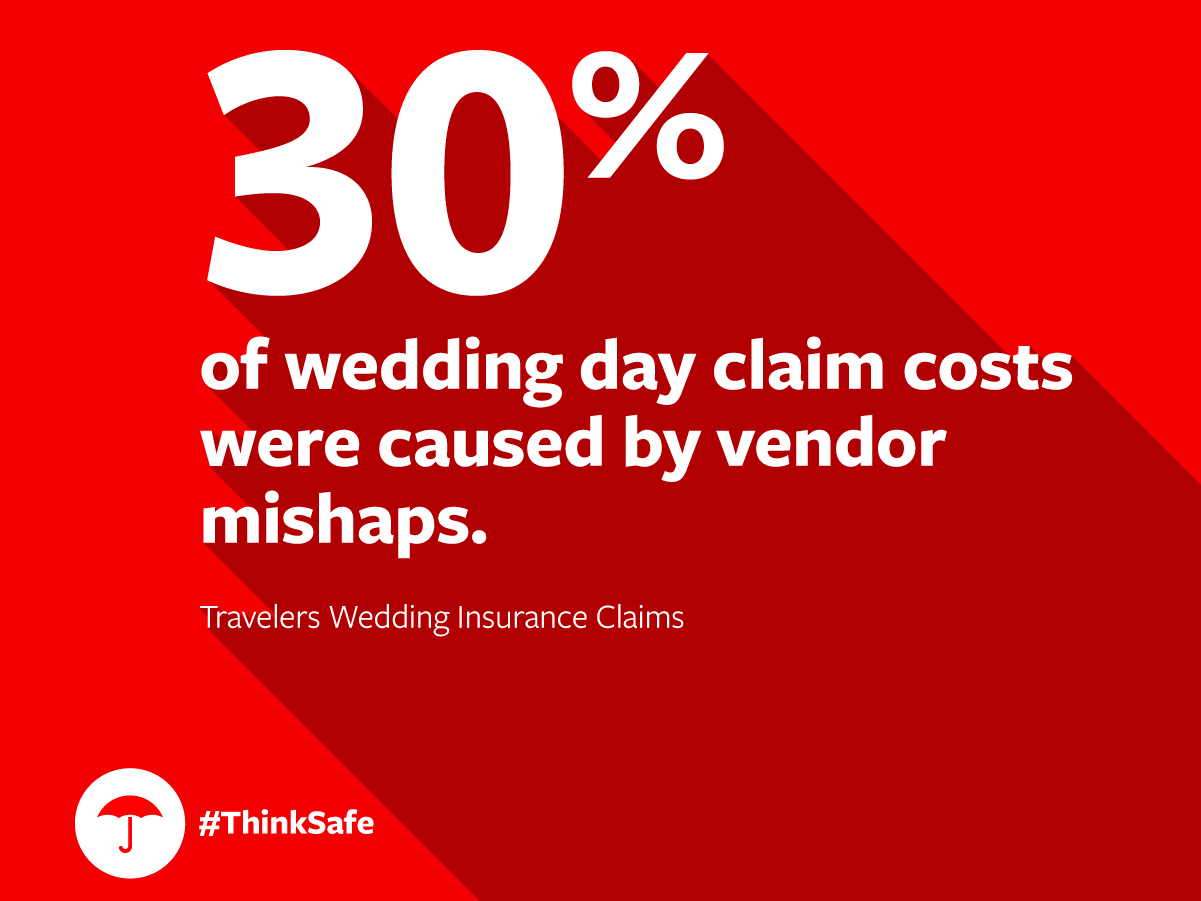 30%
of wedding day claim costs
were caused by vendor
mishaps.
Travelers Wedding Insurance Claims
#ThinkSafe